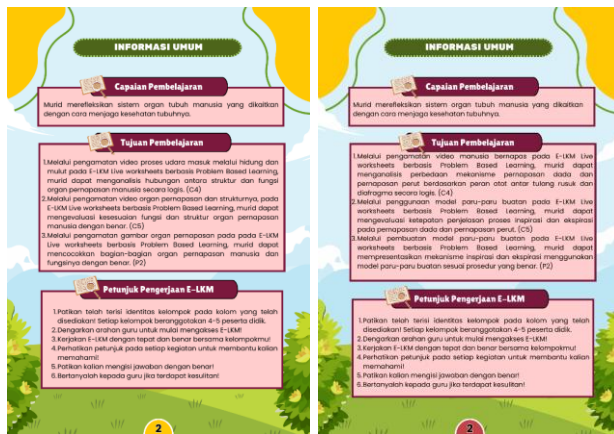 INFORMASI UMUM
Capaian Pembelajaran
Murid merefleksikan sistem organ tubuh manusia yang dikaitkan
dengan cara menjaga kesehatan tubuhnya.
Tujuan Pembelajaran
1.Melalui pengamatan video proses udara masuk melalui hidung dan
mulut pada E-LKM Live worksheets berbasis Problem Based Learning,
murid dapat menganalisis hubungan antara struktur dan fungsi
organ pernapasan manusia secara logis. (C4)
2.Melalui pengamatan video organ pernapasan dan strukturnya, pada
E-LKM Live worksheets berbasis Problem Based Learning, murid dapat
mengevaluasi kesesuaian fungsi dan struktur organ pernapasan
manusia dengan benar. (C5)
3.Melalui pengamatan gambar organ pernapasan pada pada E-LKM
Live worksheets berbasis Problem Based Learning, murid dapat
mencocokkan bagian-bagian organ pernapasan manusia dan
fungsinya dengan benar. (P2)
Petunjuk Pengerjaan E-LKM
1.Patikan telah terisi identitas kelompok pada kolom yang telah
disediakan! Setiap kelompok beranggotakan 4-5 peserta didik.
2.Dengarkan arahan guru untuk mulai mengakses E-LKM!
3.Kerjakan E-LKM dengan tepat dan benar bersama kelompokmu!
4.Perhatikan petunjuk pada setiap kegiatan untuk membantu kalian
memahami!
5.Patikan kalian mengisi jawaban dengan benar!
6.Bertanyalah kepada guru jika terdapat kesulitan!
2
INFORMASI UMUM
Capaian Pembelajaran
Murid merefleksikan sistem organ tubuh manusia yang dikaitkan
dengan cara menjaga kesehatan tubuhnya.
Tujuan Pembelajaran
1.Melalui pengamatan video manusia bernapas pada E-LKM Live
worksheets berbasis Problem Based Learning, murid dapat
menganalisis perbedaan mekanisme pernapasan dada dan
pernapasan perut berdasarkan peran otot antar tulang rusuk dan
diafragma secara logis. (C4)
2.Melalui penggunaan model paru-paru buatan pada E-LKM Live
worksheets berbasis Problem Based Learning, murid dapat
mengevaluasi ketepatan penjelasan proses inspirasi dan ekspirasi
pada pernapasan dada dan pernapasan perut. (C5)
3.Melalui pembuatan model paru-paru buatan pada E-LKM Live
worksheets berbasis Problem Based Learning, murid dapat
mempresentasikan mekanisme inspirasi dan ekspirasi menggunakan
model paru-paru buatan sesuai prosedur yang benar. (P2)
Petunjuk Pengerjaan E-LKM
1.Patikan telah terisi identitas kelompok pada kolom yang telah
disediakan! Setiap kelompok beranggotakan 4-5 peserta didik.
2.Dengarkan arahan guru untuk mulai mengakses E-LKM!
3.Kerjakan E-LKM dengan tepat dan benar bersama kelompokmu!
4.Perhatikan petunjuk pada setiap kegiatan untuk membantu kalian
memahami!
5.Patikan kalian mengisi jawaban dengan benar!
6.Bertanyalah kepada guru jika terdapat kesulitan!
2